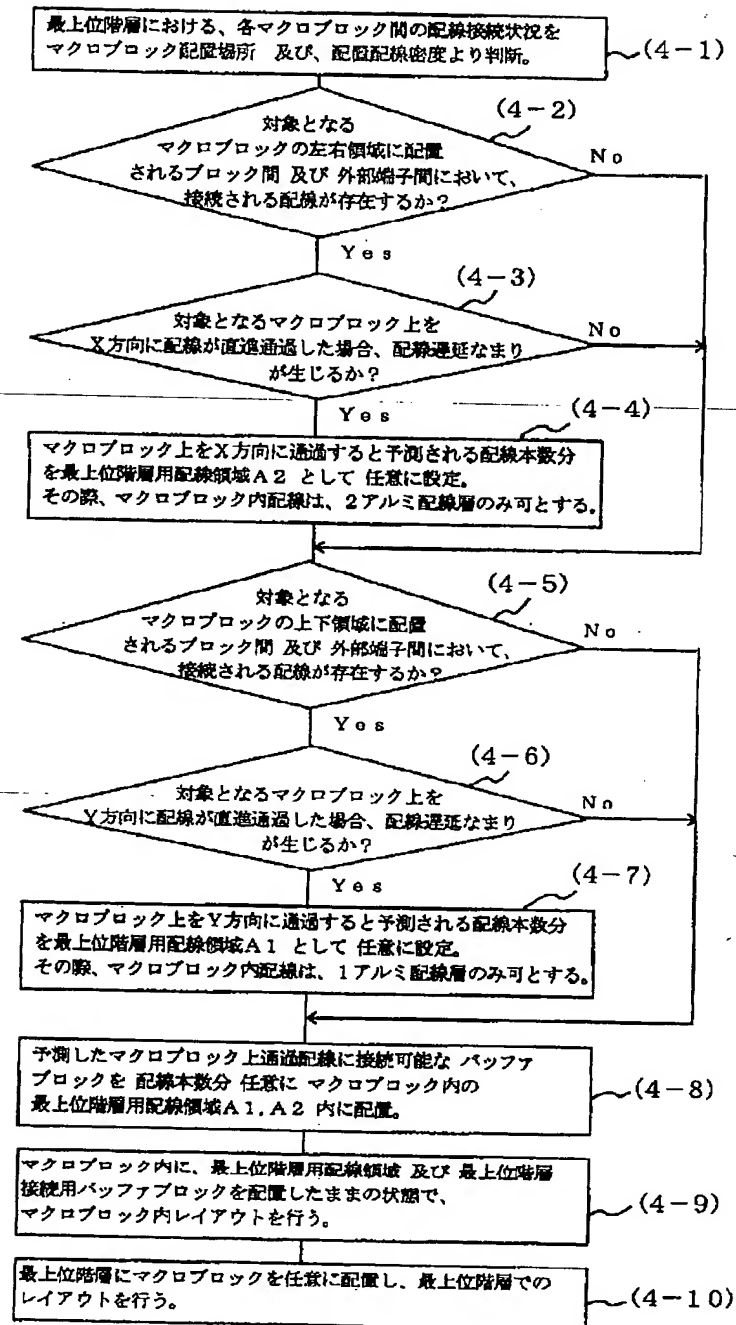 最上位階層における、各マクロブロック間の配線接続状況を
マクロブロック配置場所 及び、配置配線密度より判断。
(4-1)
(4-2)
対象となる
マクロブロックの左右領域に配置
されるブロック間 及び 外部端子間において、
接続される配線が存在するか?
No
Yes
(4-3)
対象となるマクロブロック上を
X方向に配線が直進通過した場合、配線遅延なまり
が生じるか?
No
Yes
(4-4)
マクロブロック上をX方向に通過すると予測される配線本数分
を最上位階層用配線領域A2 として 任意に設定。
その際、マクロブロック内配線は、2アルミ配線層のみ可とする。
(4-5)
対象となる
マクロブロックの上下領域に配置
されるブロック間 及び 外部端子間において、
接続される配線が存在するか?
No
Yes
(4-6)
対象となるマクロブロック上を
Y方向に配線が直進通過した場合、配線遅延なまり
が生じるか?
No
Yes
(4-7)
マクロブロック上をY方向に通過すると予測される配線本数分
を最上位階層用配線領域A1 として 任意に設定。
その際、マクロブロック内配線は、1アルミ配線層のみ可とする。
予測したマクロブロック上通過配線に接続可能な バッファ
ブロックを 配線本数分 任意に マクロブロック内の
最上位階層用配線領域A1,A2 内に配置。
(4-8)
マクロブロック内に、最上位階層用配線領域 及び 最上位階層
接続用バッファブロックを配置したままの状態で、
マクロブロック内レイアウトを行う。
(4-9)
最上位階層にマクロブロックを任意に配置し、最上位階層での
レイアウトを行う。
(4-10)